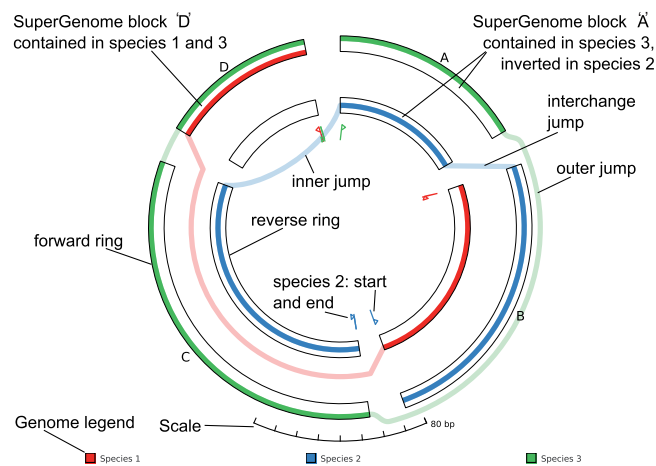 SuperGenome block ‘D’
contained in species 1 and 3
SuperGenome block ‘A’
contained in species 3,
inverted in species 2
D
A
interchange
jump
outer jump
inner jump
reverse ring
forward ring
species 2: start
and end
B
C
Genome legend
Scale
80 bp
Species 1
Species 2
Species 3